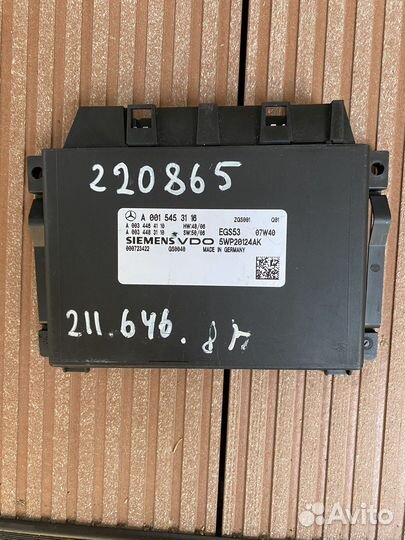 220865
A 001 545 31 16 ZGS001 Q01
A 003 446 41 10 HW:48/06 EGS53 07W40
A 003 448 31 10 SW:50/06
SIEMENS VDO 5WP20124AK
000723422 GS0040 MADE IN GERMANY
211.646.
Avito